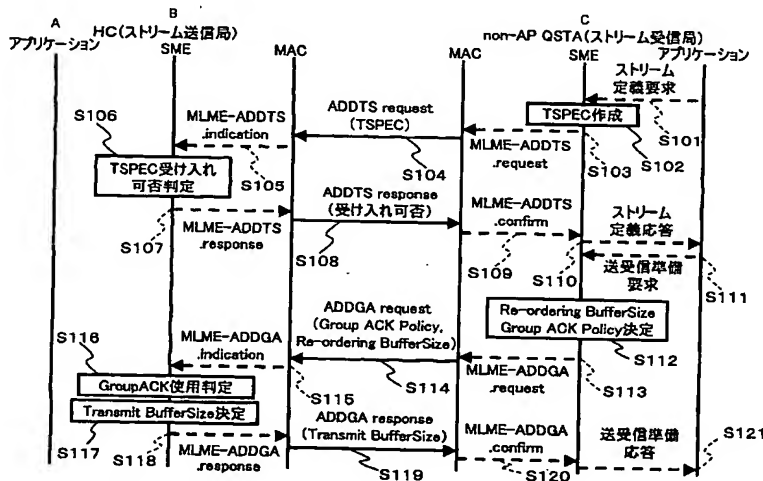 A
アプリケーション
B
HC(ストリーム送信局)
SME
MAC
MAC
C
non-AP QSTA(ストリーム受信局)
SME
アプリケーション
ストリーム
定義要求
S101
TSPEC作成
S102
MLME-ADDTS
.request
S103
ADDTS request
(TSPEC)
S104
MLME-ADDTS
.indication
S105
S106
TSPEC受け入れ
可否判定
S107
MLME-ADDTS
.response
ADDTS response
(受け入れ可否)
S108
MLME-ADDTS
.confirm
S109
ストリーム
定義応答
S110
送受信準備
要求
S111
Re-ordering BufferSize
Group ACK Policy決定
S112
MLME-ADDGA
.request
S113
ADDGA request
(Group ACK Policy,
Re-ordering BufferSize)
S114
MLME-ADDGA
.Indication
S115
S116
GroupACK使用判定
Transmit BufferSize決定
S117
S118
MLME-ADDGA
.response
ADDGA response
(Transmit BufferSize)
S119
MLME-ADDGA
.confirm
S120
送受信準備
応答
S121